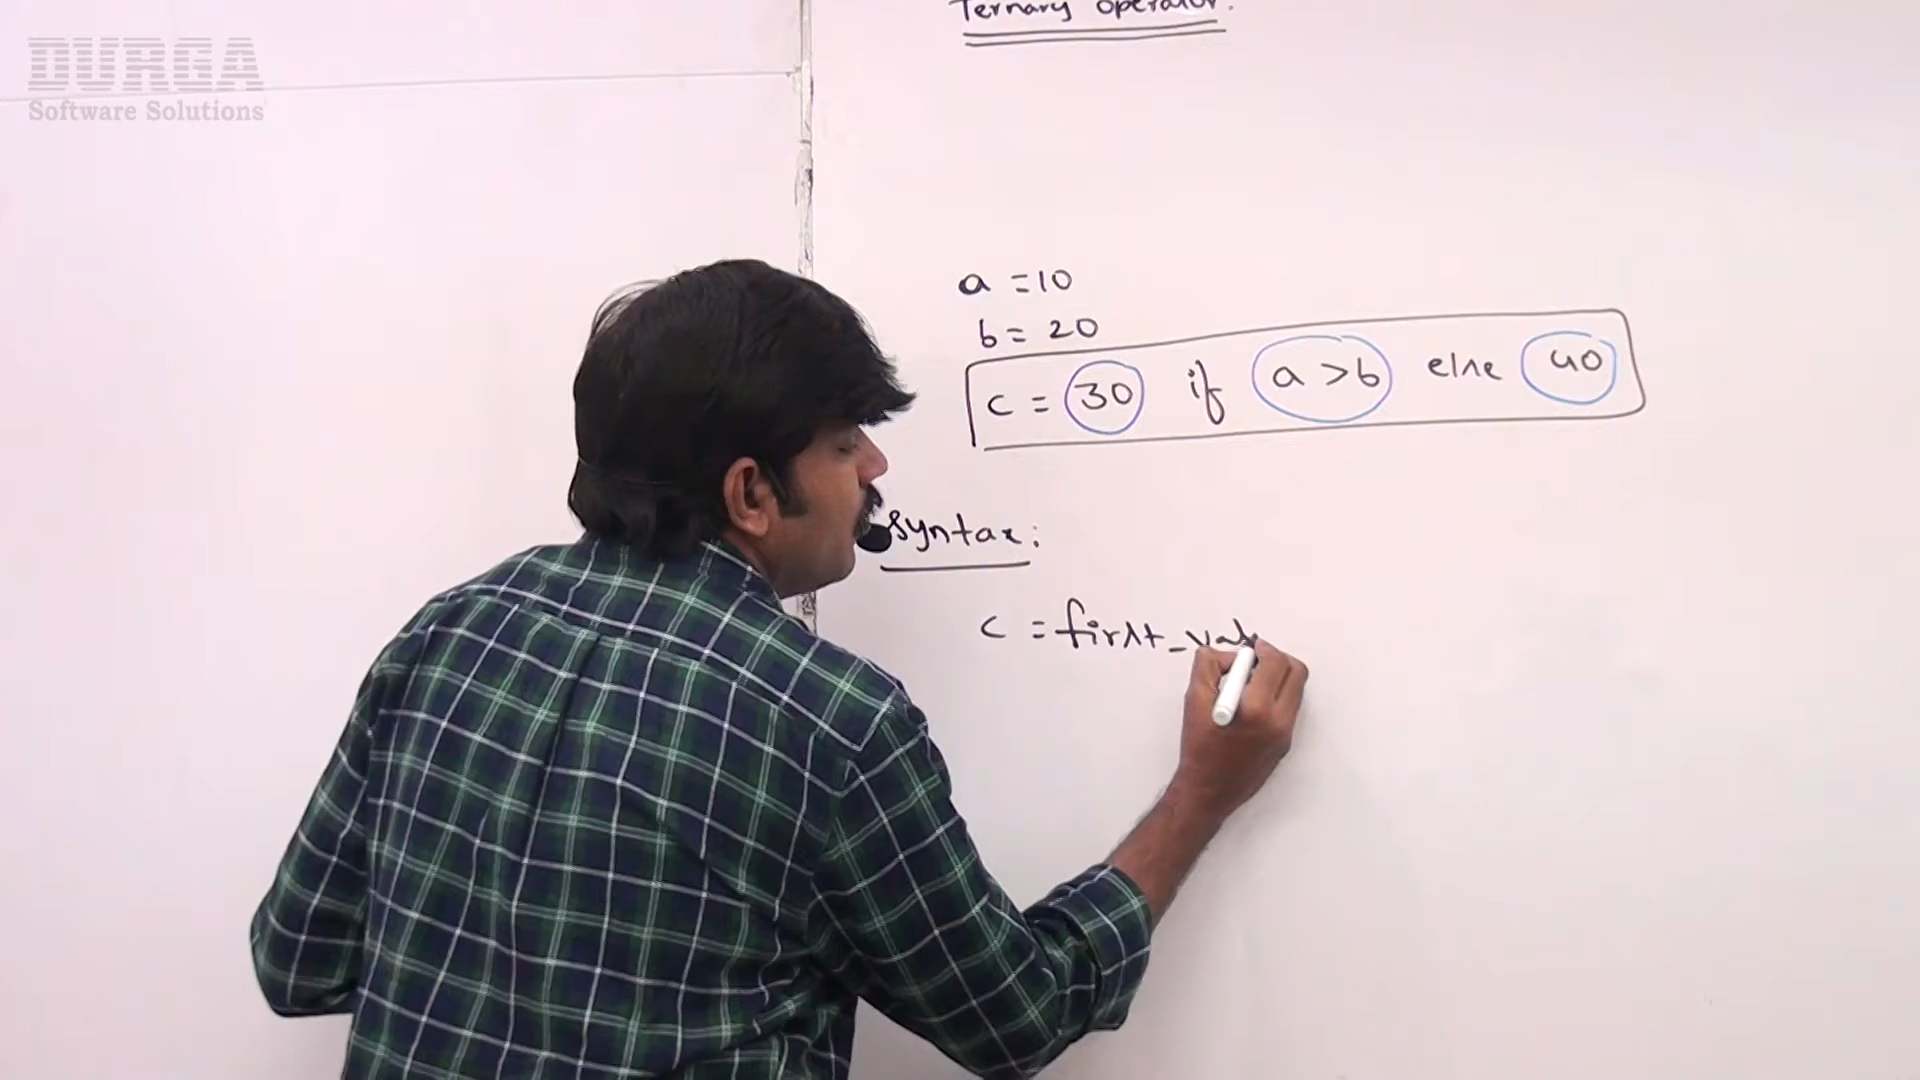 DURGA
Software Solutions
Ternary operator:
a = 10
b = 20
c = 30 if a > b else 40
Syntax:
c = first_val